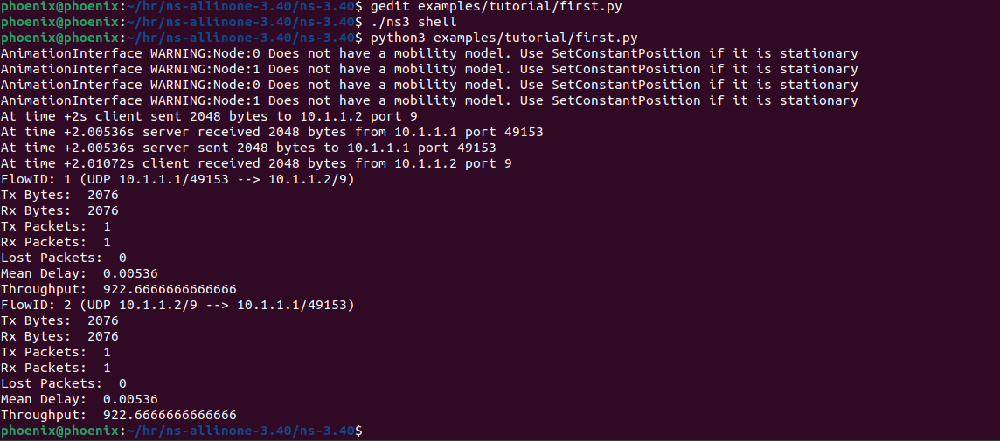 phoenix@phoenix:~/hr/ns-allinone-3.40/ns-3.40$ gedit examples/tutorial/first.py
phoenix@phoenix:~/hr/ns-allinone-3.40/ns-3.40$ ./ns3 shell
phoenix@phoenix:~/hr/ns-allinone-3.40/ns-3.40$ python3 examples/tutorial/first.py
AnimationInterface WARNING:Node:0 Does not have a mobility model. Use SetConstantPosition if it is stationary
AnimationInterface WARNING:Node:1 Does not have a mobility model. Use SetConstantPosition if it is stationary
AnimationInterface WARNING:Node:0 Does not have a mobility model. Use SetConstantPosition if it is stationary
AnimationInterface WARNING:Node:1 Does not have a mobility model. Use SetConstantPosition if it is stationary
At time +2s client sent 2048 bytes to 10.1.1.2 port 9
At time +2.00536s server received 2048 bytes from 10.1.1.1 port 49153
At time +2.00536s server sent 2048 bytes to 10.1.1.1 port 49153
At time +2.01072s client received 2048 bytes from 10.1.1.2 port 9
FlowID: 1 (UDP 10.1.1.1/49153 --> 10.1.1.2/9)
Tx Bytes:  2076
Rx Bytes:  2076
Tx Packets:  1
Rx Packets:  1
Lost Packets:  0
Mean Delay:  0.00536
Throughput:  922.6666666666666
FlowID: 2 (UDP 10.1.1.2/9 --> 10.1.1.1/49153)
Tx Bytes:  2076
Rx Bytes:  2076
Tx Packets:  1
Rx Packets:  1
Lost Packets:  0
Mean Delay:  0.00536
Throughput:  922.6666666666666
phoenix@phoenix:~/hr/ns-allinone-3.40/ns-3.40$